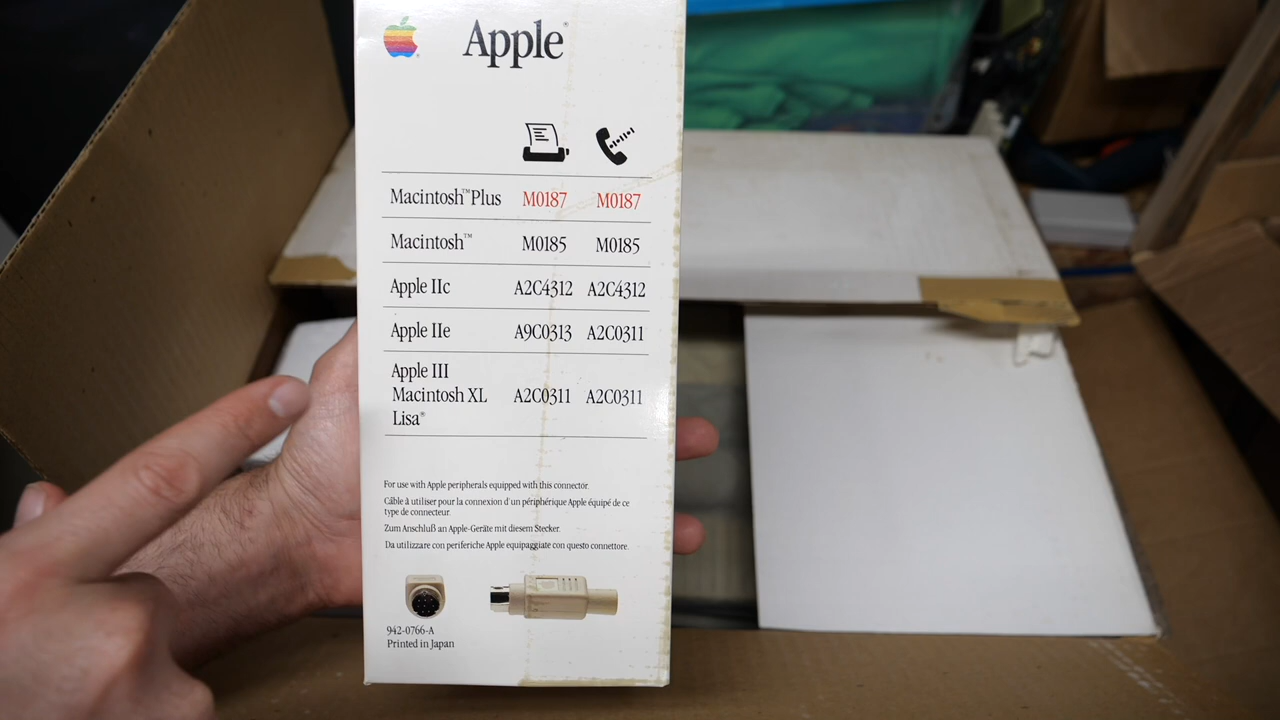 Apple®
Macintosh™ Plus M0187 M0187
Macintosh™ M0185 M0185
Apple IIc A2C4312 A2C4312
Apple IIe A9C0313 A2C0311
Apple III
Macintosh XL A2C0311 A2C0311
Lisa®
For use with Apple peripherals equipped with this connector.
Câble à utiliser pour la connexion d'un périphérique Apple équipé de ce
type de connecteur.
Zum Anschluß an Apple-Geräte mit diesem Stecker.
Da utilizzare con periferiche Apple equipaggiate con questo connettore.
942-0766-A
Printed in Japan